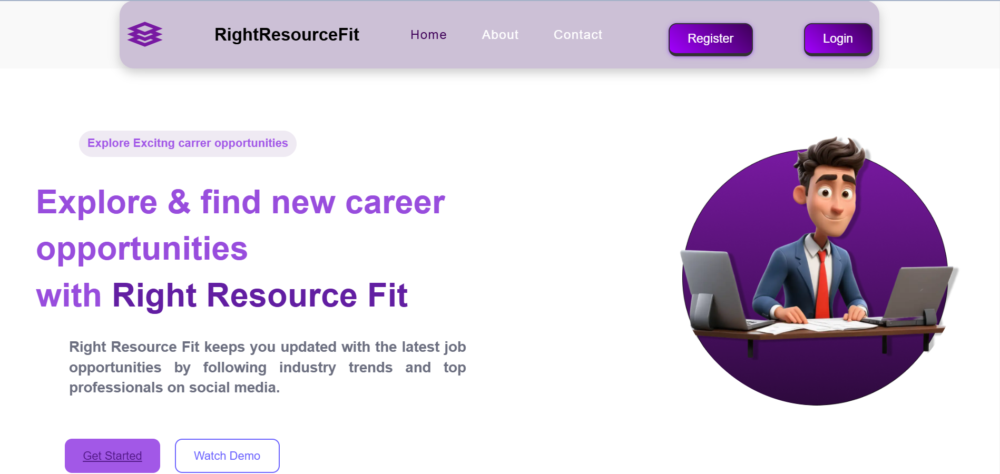 RightResourceFit
Home
About
Contact
Register
Login
Explore Excitng carrer opportunities
Explore & find new career
opportunities
with Right Resource Fit
Right Resource Fit keeps you updated with the latest job
opportunities by following industry trends and top
professionals on social media.
Get Started
Watch Demo